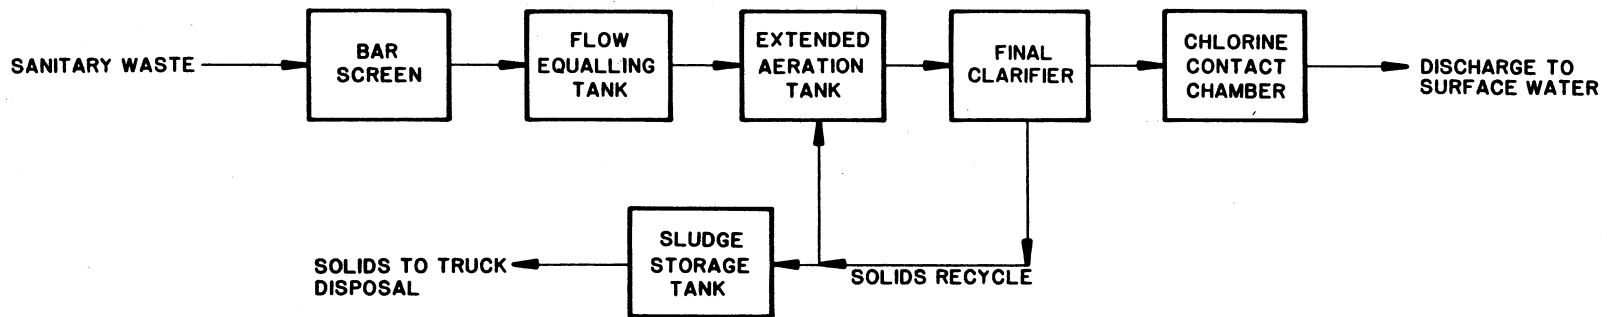 SANITARY WASTE
BAR
SCREEN
FLOW
EQUALLING
TANK
EXTENDED
AERATION
TANK
FINAL
CLARIFIER
CHLORINE
CONTACT
CHAMBER
DISCHARGE TO
SURFACE WATER
SOLIDS TO TRUCK
DISPOSAL
SLUDGE
STORAGE
TANK
SOLIDS RECYCLE